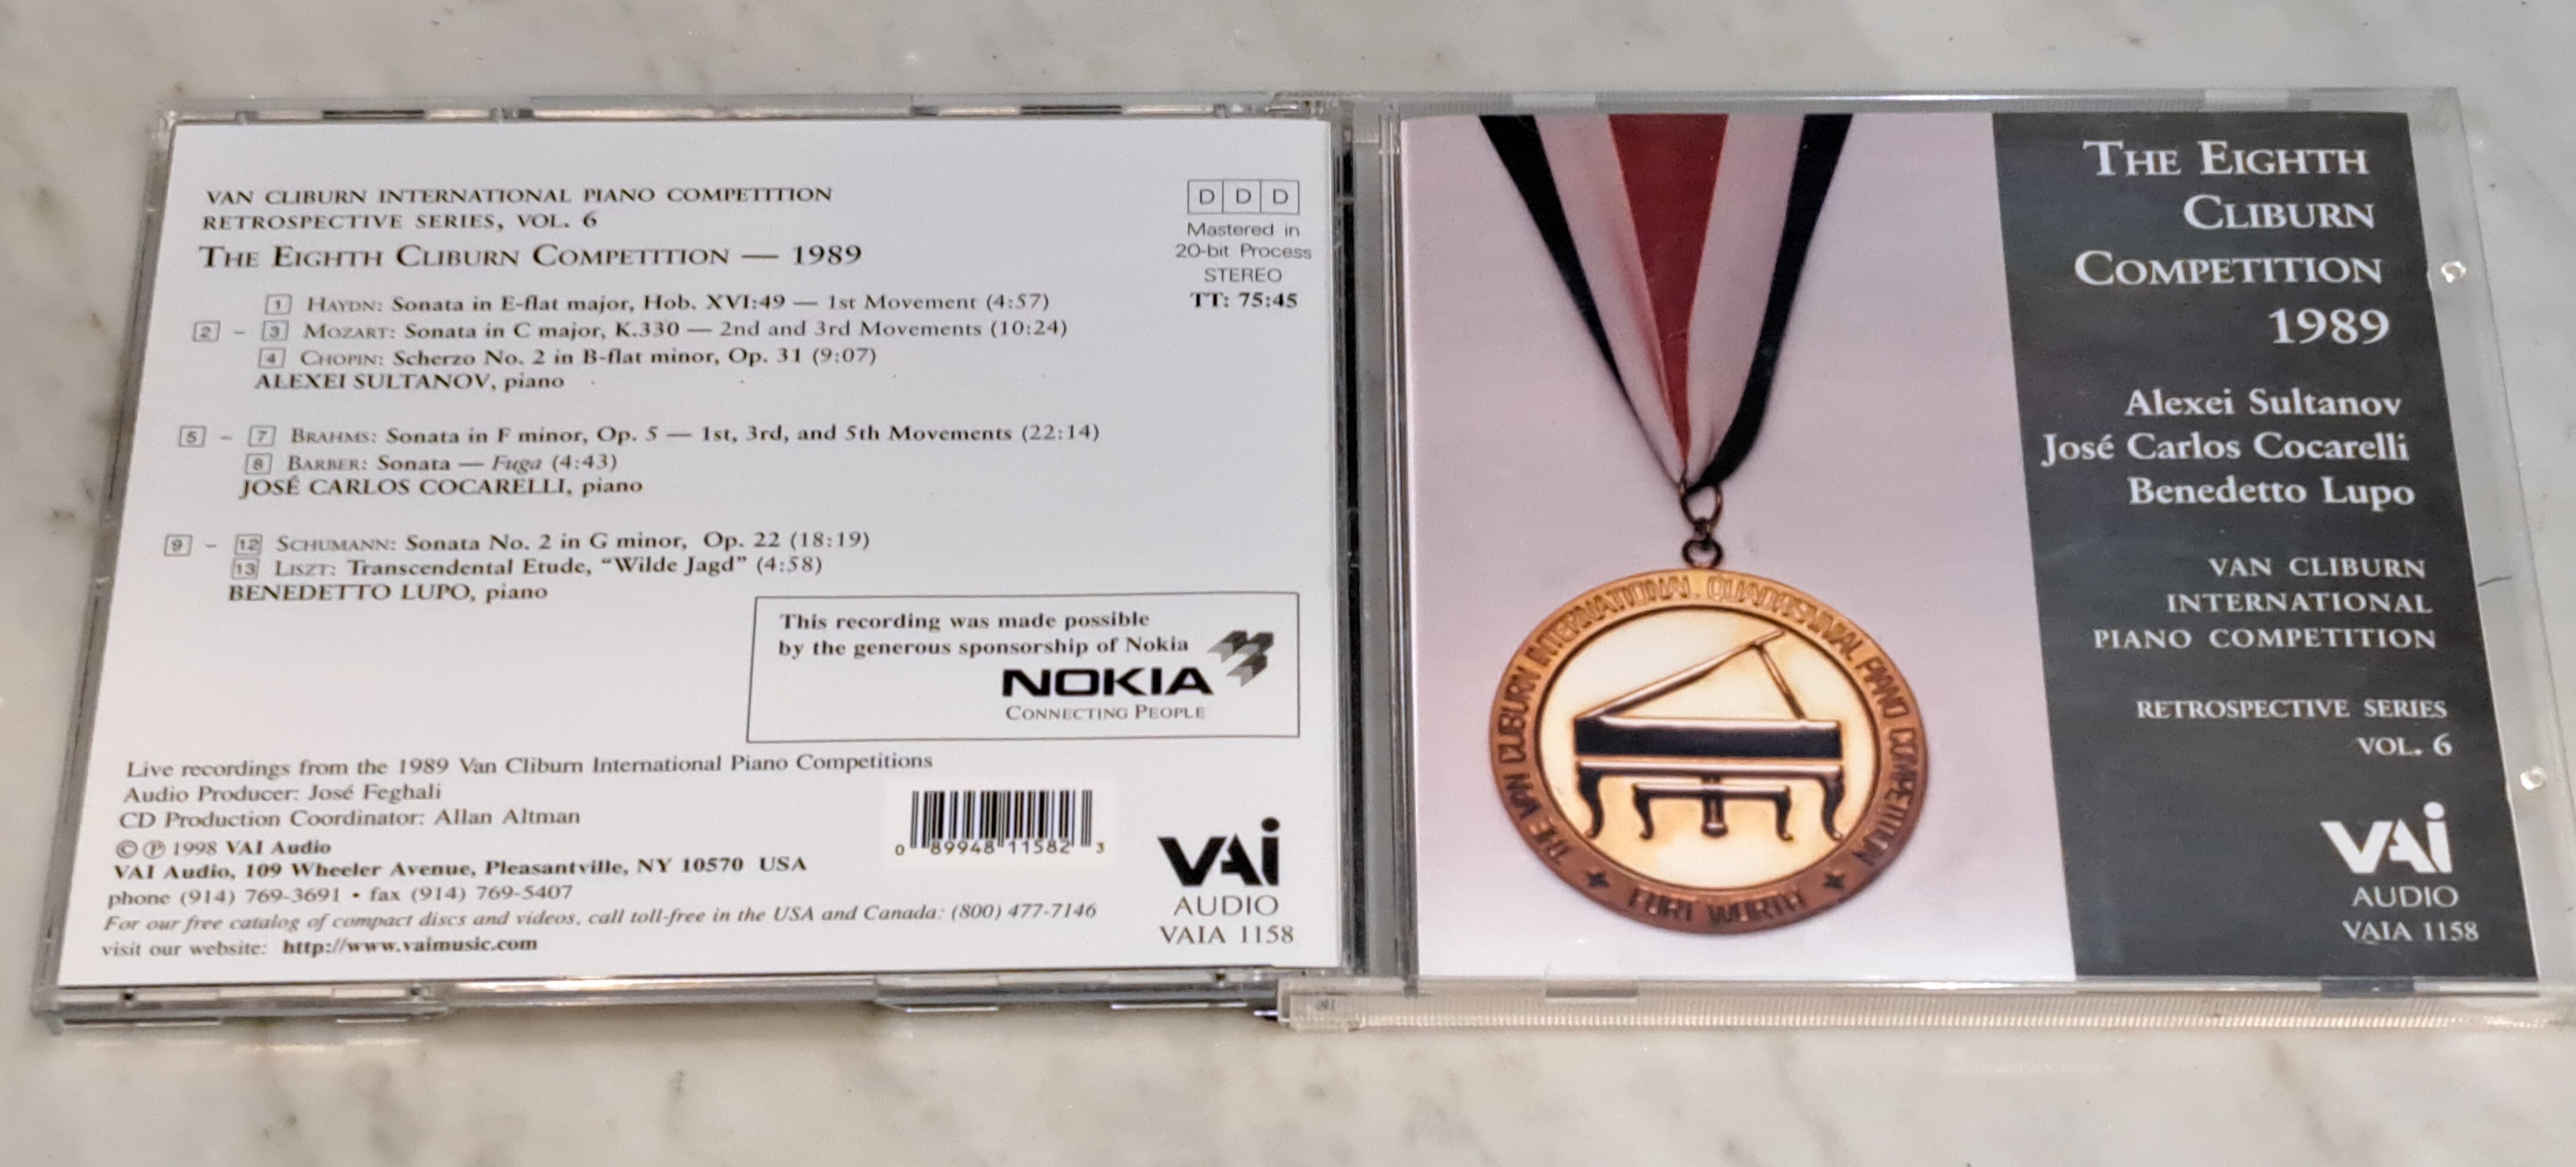 VAN CLIBURN INTERNATIONAL PIANO COMPETITION
RETROSPECTIVE SERIES, VOL. 6
THE EIGHTH CLIBURN COMPETITION — 1989
1 HAYDN: Sonata in E-flat major, Hob. XVI:49 — 1st Movement (4:57)
2 – 3 MOZART: Sonata in C major, K.330 — 2nd and 3rd Movements (10:24)
4 CHOPIN: Scherzo No. 2 in B-flat minor, Op. 31 (9:07)
ALEXEI SULTANOV, piano
5 – 7 BRAHMS: Sonata in F minor, Op. 5 — 1st, 3rd, and 5th Movements (22:14)
8 BARBER: Sonata — Fuga (4:43)
JOSÉ CARLOS COCARELLI, piano
9 – 12 SCHUMANN: Sonata No. 2 in G minor, Op. 22 (18:19)
13 LISZT: Transcendental Etude, “Wilde Jagd” (4:58)
BENEDETTO LUPO, piano
DDD
Mastered in
20-bit Process
STEREO
TT: 75:45
This recording was made possible
by the generous sponsorship of Nokia
NOKIA
CONNECTING PEOPLE
Live recordings from the 1989 Van Cliburn International Piano Competitions
Audio Producer: José Feghali
CD Production Coordinator: Allan Altman
© ℗ 1998 VAI Audio
VAI Audio, 109 Wheeler Avenue, Pleasantville, NY 10570 USA
phone (914) 769-3691 • fax (914) 769-5407
For our free catalog of compact discs and videos, call toll-free in the USA and Canada: (800) 477-7146
visit our website: http://www.vaimusic.com
0 89948 11582 3
VAI
AUDIO
VAIA 1158
THE VAN CLIBURN INTERNATIONAL QUADRENNIAL PIANO COMPETITION
★ FORT WORTH ★
THE EIGHTH
CLIBURN
COMPETITION
1989
Alexei Sultanov
José Carlos Cocarelli
Benedetto Lupo
VAN CLIBURN
INTERNATIONAL
PIANO COMPETITION
RETROSPECTIVE SERIES
VOL. 6
VAI
AUDIO
VAIA 1158